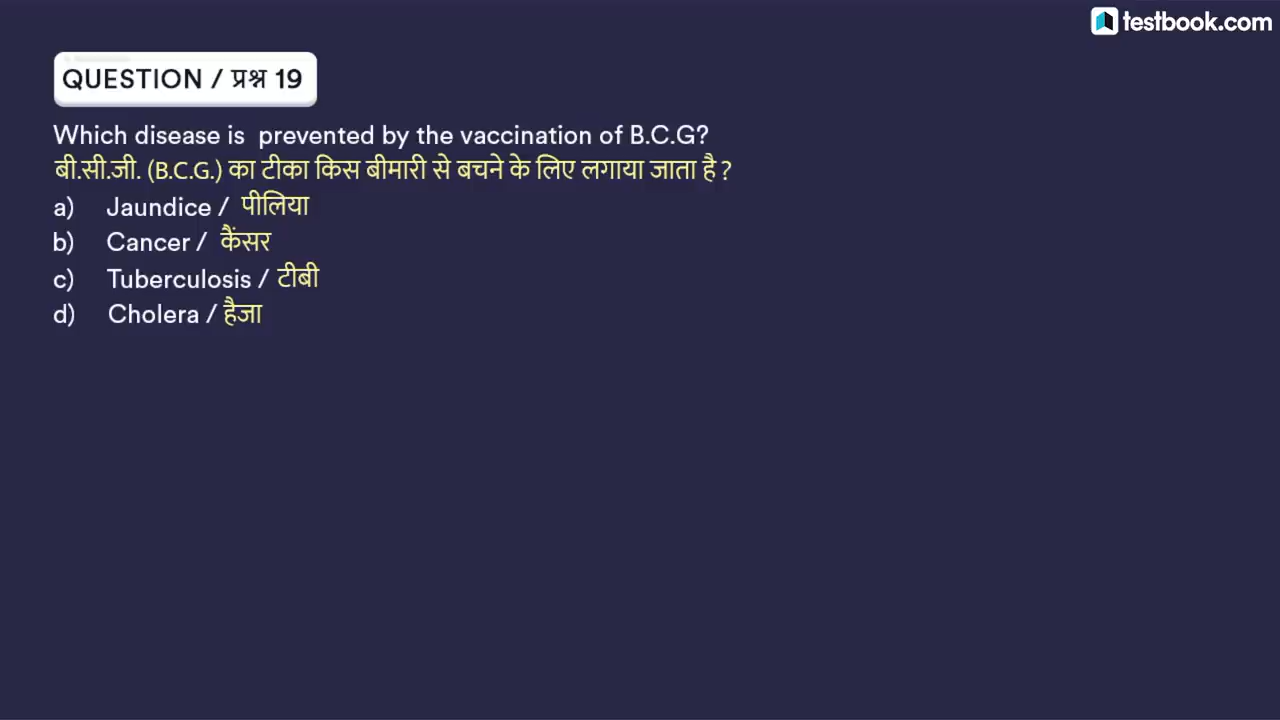 testbook.com
QUESTION / प्रश्न 19
Which disease is prevented by the vaccination of B.C.G?
बी.सी.जी. (B.C.G.) का टीका किस बीमारी से बचने के लिए लगाया जाता है ?
a) Jaundice / पीलिया
b) Cancer / कैंसर
c) Tuberculosis / टीबी
d) Cholera / हैजा